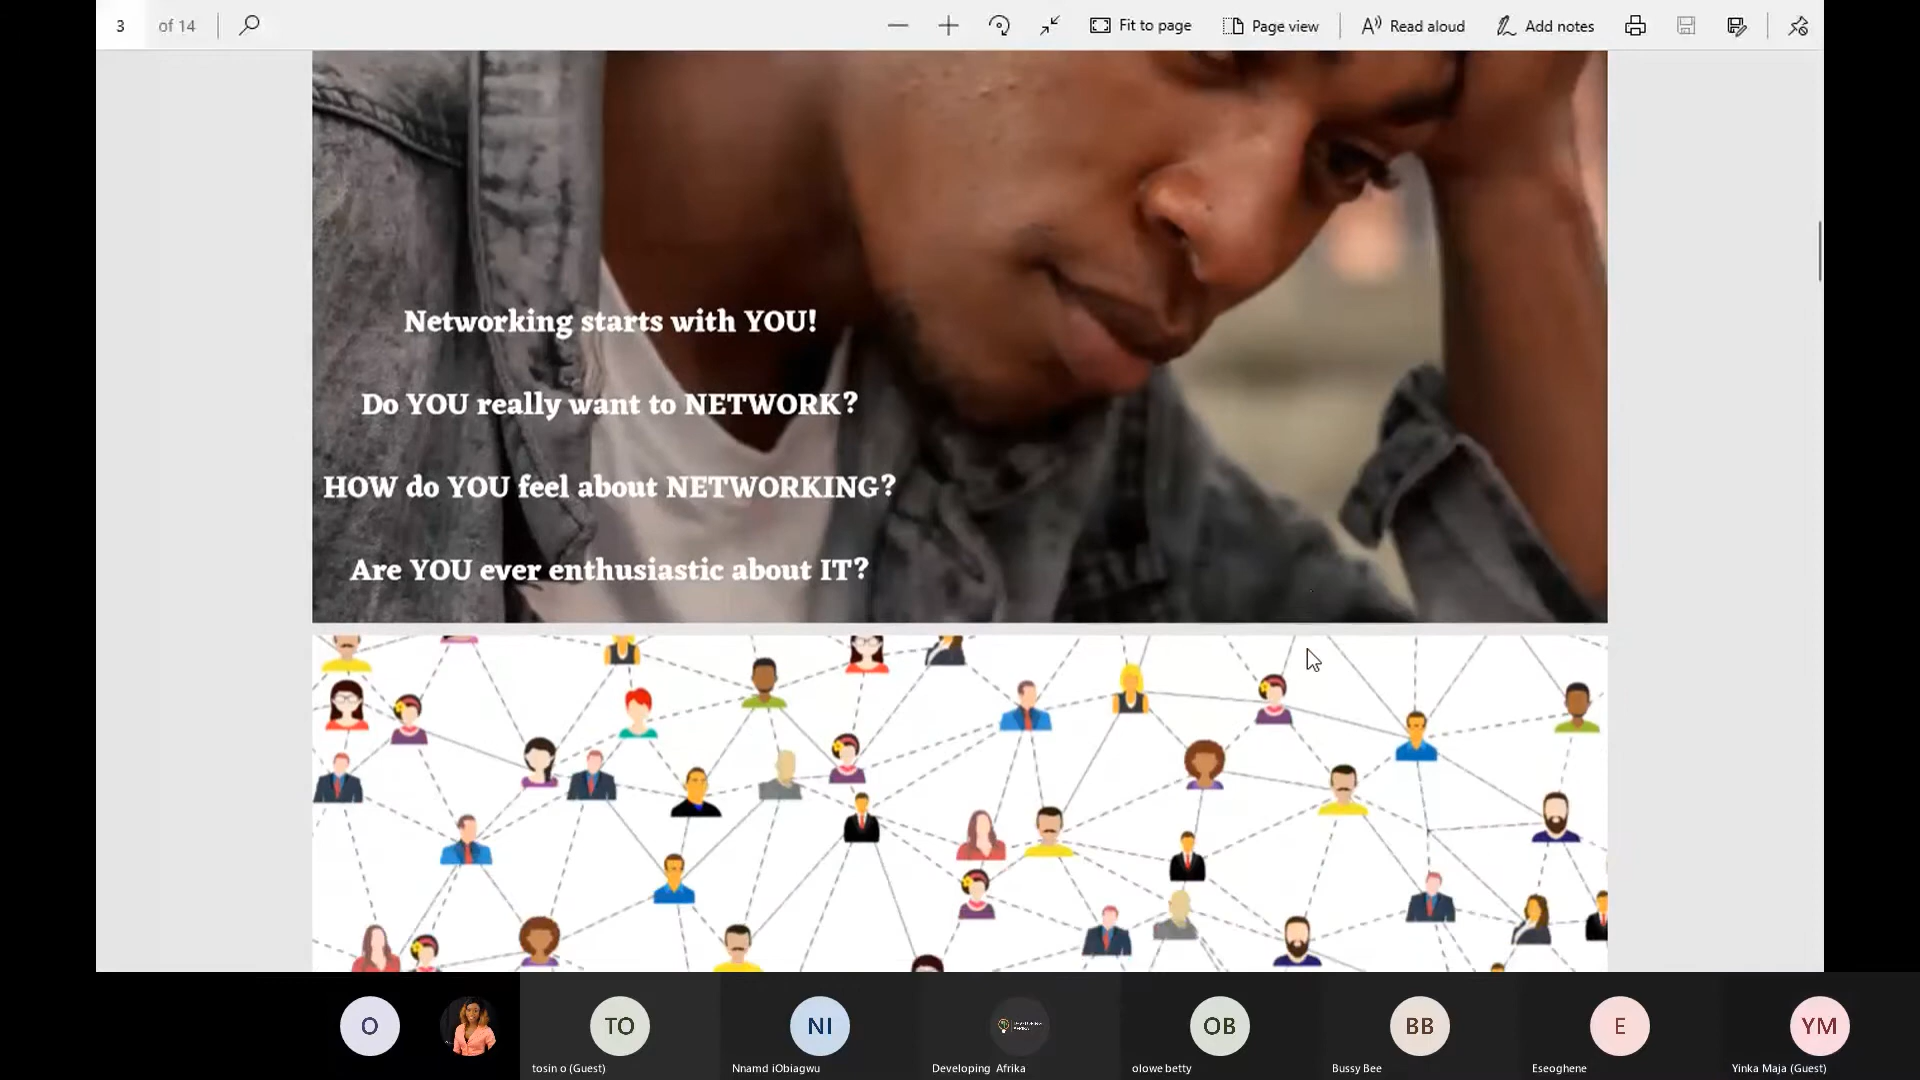 3 of 14
Fit to page
Page view
Read aloud
Add notes
Networking starts with YOU!
Do YOU really want to NETWORK?
HOW do YOU feel about NETWORKING?
Are YOU ever enthusiastic about IT?
O
TO
NI
OB
BB
E
YM
tosin o (Guest)
Nnamd iObiagwu
Developing Afrika
olowe betty
Bussy Bee
Eseoghene
Yinka Maja (Guest)